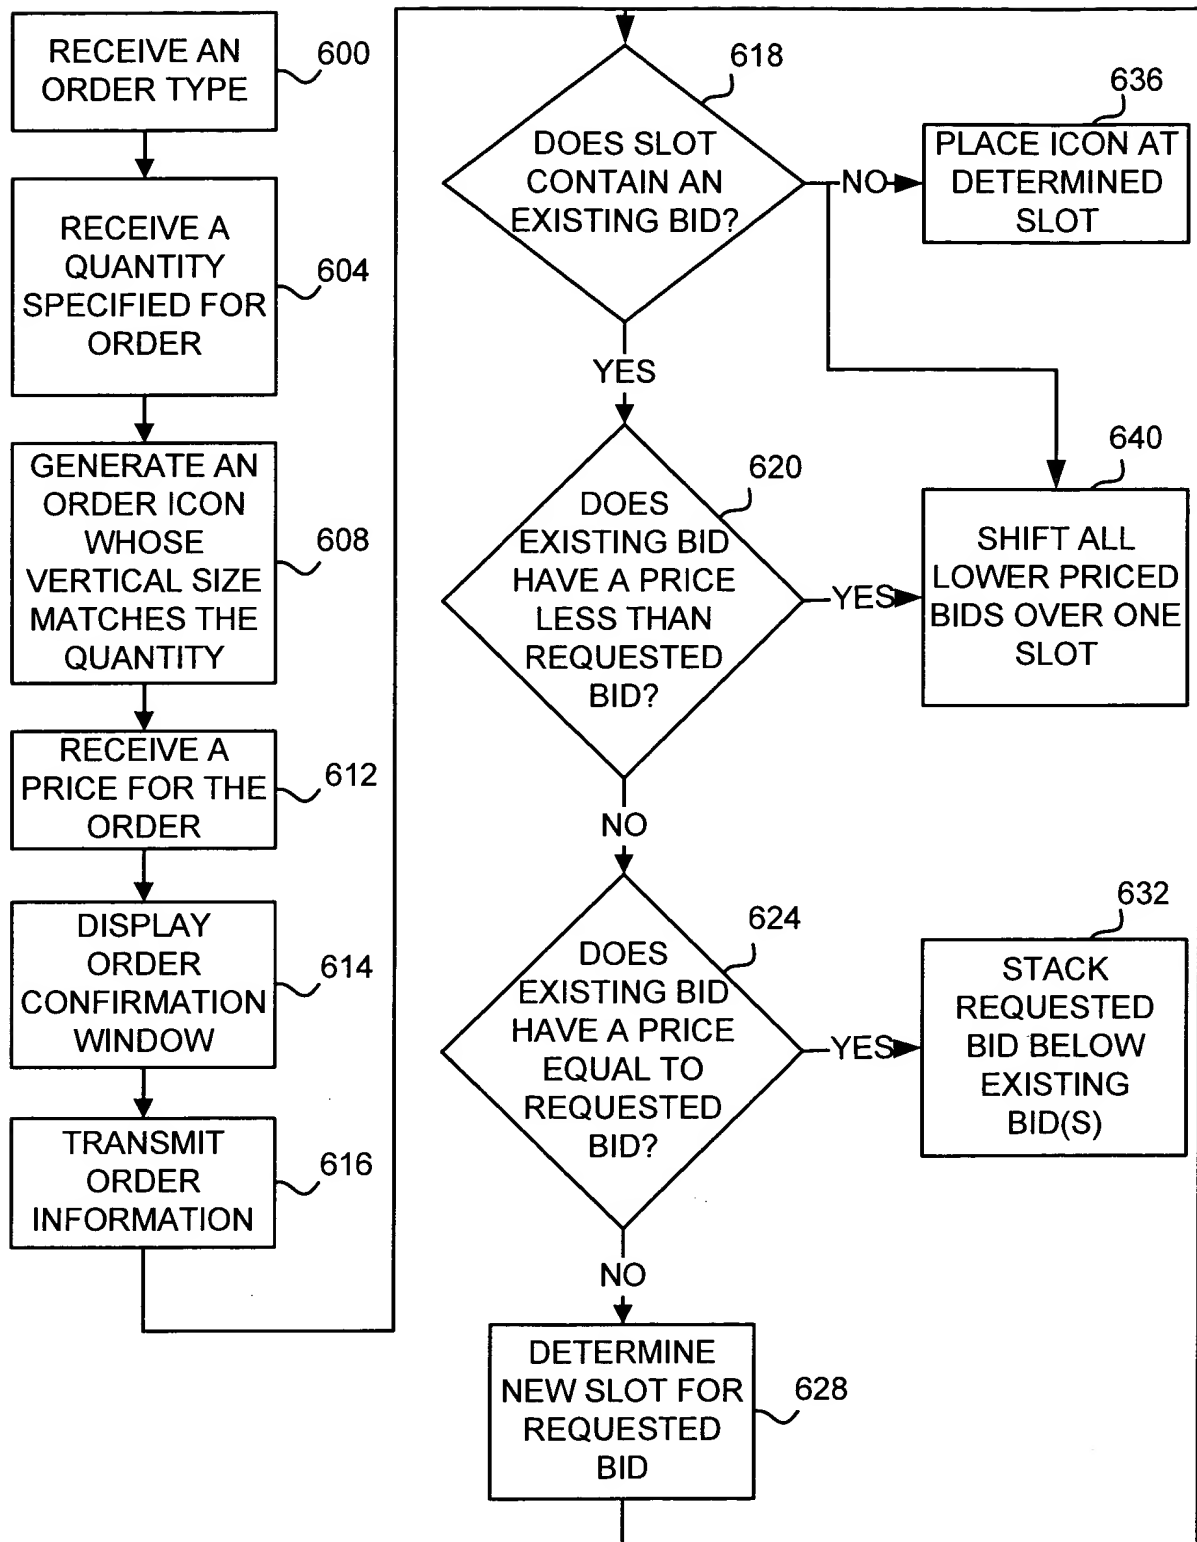 RECEIVE AN
ORDER TYPE
600
RECEIVE A
QUANTITY
SPECIFIED FOR
ORDER
604
GENERATE AN
ORDER ICON
WHOSE
VERTICAL SIZE
MATCHES THE
QUANTITY
608
RECEIVE A
PRICE FOR THE
ORDER
612
DISPLAY
ORDER
CONFIRMATION
WINDOW
614
TRANSMIT
ORDER
INFORMATION
616
DOES SLOT
CONTAIN AN
EXISTING BID?
618
NO
PLACE ICON AT
DETERMINED
SLOT
636
YES
DOES
EXISTING BID
HAVE A PRICE
LESS THAN
REQUESTED
BID?
620
YES
SHIFT ALL
LOWER PRICED
BIDS OVER ONE
SLOT
640
NO
DOES
EXISTING BID
HAVE A PRICE
EQUAL TO
REQUESTED
BID?
624
YES
STACK
REQUESTED
BID BELOW
EXISTING
BID(S)
632
NO
DETERMINE
NEW SLOT FOR
REQUESTED
BID
628